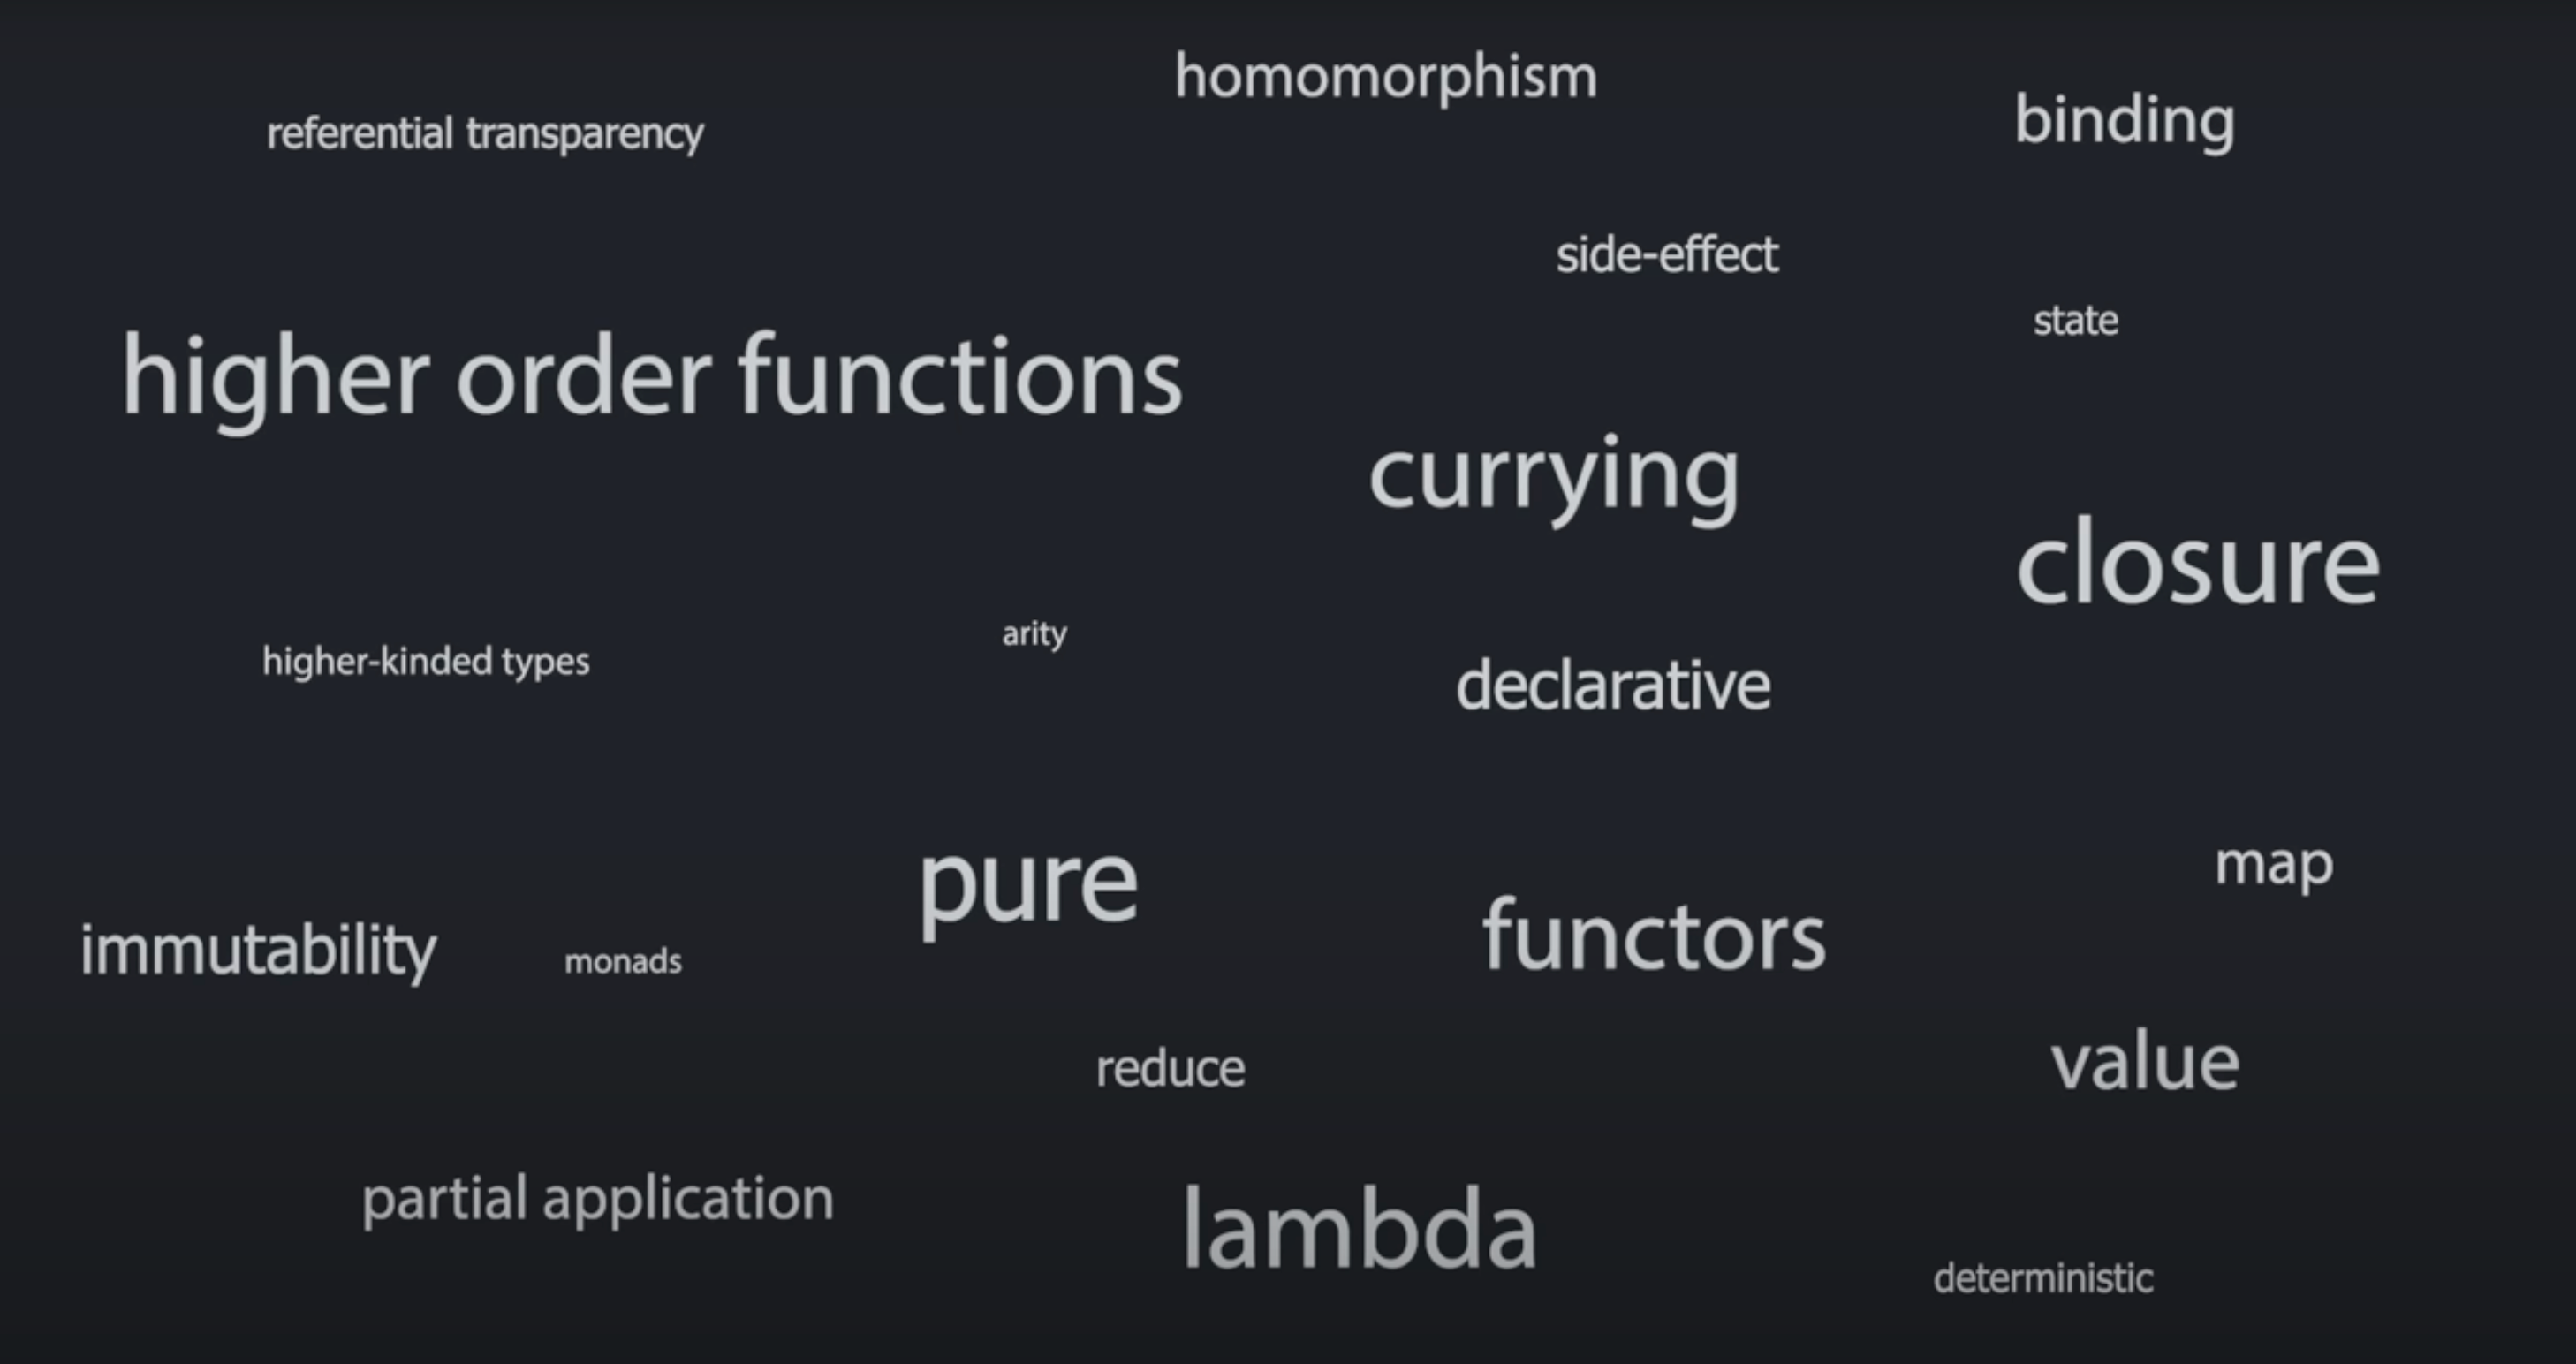 homomorphism
binding
referential transparency
side-effect
state
higher order functions
currying
closure
arity
higher-kinded types
declarative
map
pure
functors
immutability
monads
reduce
value
partial application
lambda
deterministic